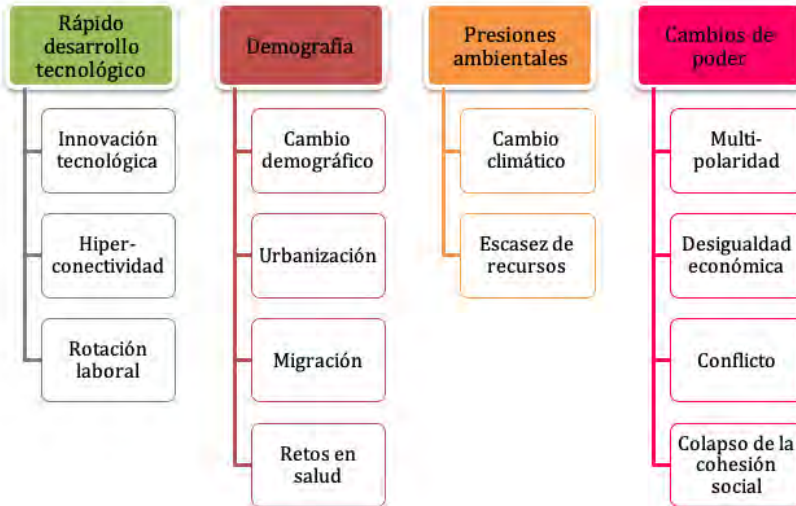 Rápido
desarrollo
tecnológico
Innovación
tecnológica
Hiper-
conectividad
Rotación
laboral
Demografía
Cambio
demográfico
Urbanización
Migración
Retos en
salud
Presiones
ambientales
Cambio
climático
Escasez de
recursos
Cambios de
poder
Multi-
polaridad
Desigualdad
económica
Conflicto
Colapso de la
cohesión
social